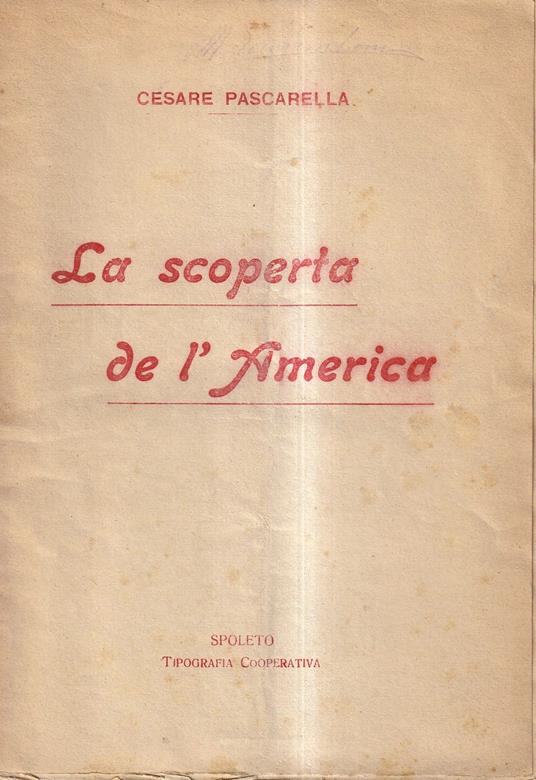 CESARE PASCARELLA
La scoperta
de l'America
SPOLETO
TIPOGRAFIA COOPERATIVA